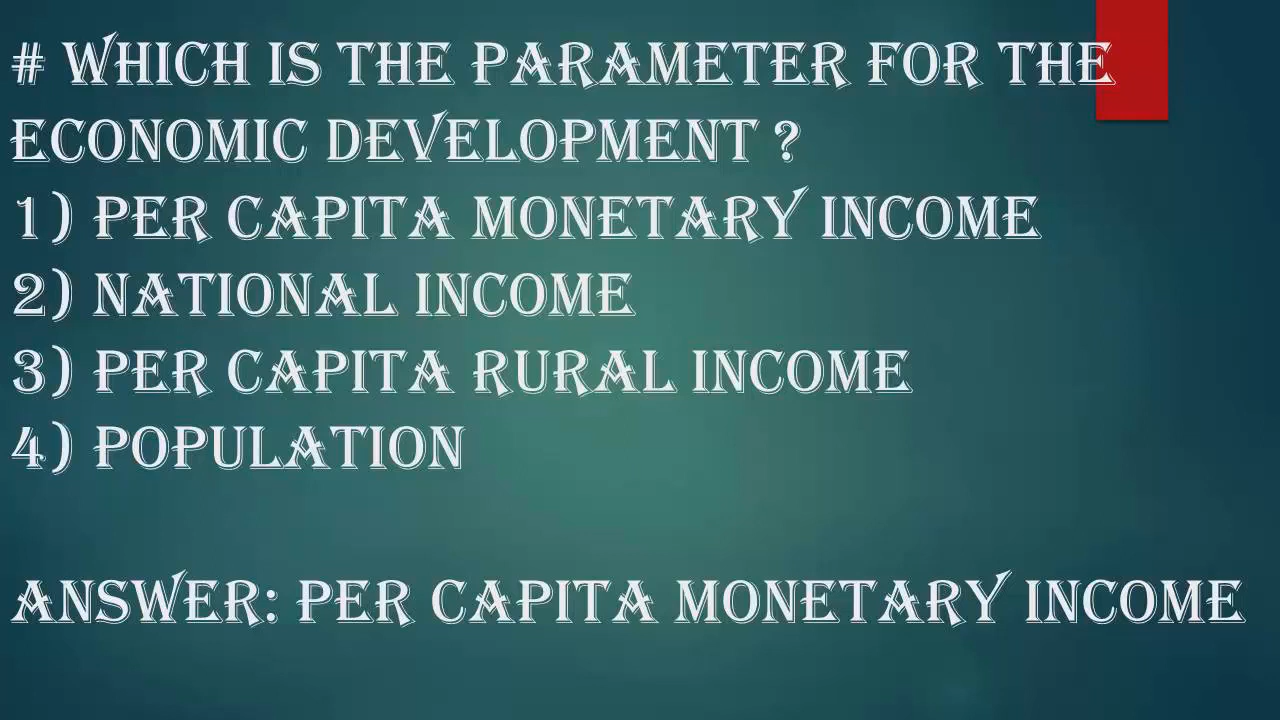 # WHICH IS THE PARAMETER FOR THE
ECONOMIC DEVELOPMENT ?
1) PER CAPITA MONETARY INCOME
2) NATIONAL INCOME
3) PER CAPITA RURAL INCOME
4) POPULATION
ANSWER: PER CAPITA MONETARY INCOME